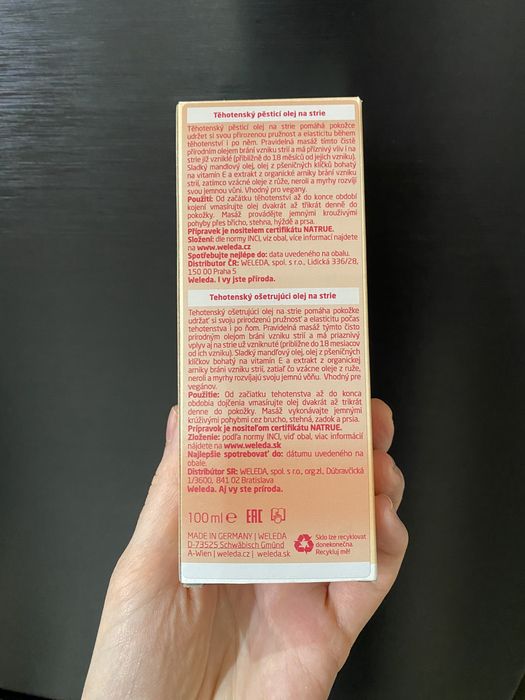 Těhotenský pěsticí olej na strie
Těhotenský pěsticí olej na strie pomáhá pokožce
udržet si svou přirozenou pružnost a elasticitu během
těhotenství i po něm. Pravidelná masáž tímto čistě
přírodním olejem brání vzniku strií a má příznivý vliv i na
strie již vzniklé (přibližně do 18 měsíců od jejich vzniku).
Sladký mandlový olej, olej z pšeničných klíčků bohatý
na vitamin E a extrakt z organické arniky brání vzniku
strií, zatímco vzácné oleje z růže, neroli a myrhy rozvíjí
svou jemnou vůni. Vhodný pro vegany.
Použití: Od začátku těhotenství až do konce období
kojení vmasírujte olej dvakrát až třikrát denně do
pokožky. Masáž provádějte jemnými krouživými
pohyby přes břicho, stehna, hýždě a prsa.
Přípravek je nositelem certifikátu NATRUE.
Složení: dle normy INCI, viz obal, více informací najdete
na www.weleda.cz
Spotřebujte nejlépe do: data uvedeného na obalu.
Distributor ČR: WELEDA, spol. s r.o., Lidická 336/28,
150 00 Praha 5
Weleda. I vy jste příroda.
Tehotenský ošetrujúci olej na strie
Tehotenský ošetrujúci olej na strie pomáha pokožke
udržať si svoju prirodzenú pružnosť a elasticitu počas
tehotenstva i po ňom. Pravidelná masáž týmto čisto
prírodným olejom bráni vzniku strií a má priaznivý
vplyv aj na strie už vzniknuté (približne do 18 mesiacov
od ich vzniku). Sladký mandľový olej, olej z pšeničných
klíčkov bohatý na vitamín E a extrakt z organickej
arniky bráni vzniku strií, zatiaľ čo vzácne oleje z ruže,
neroli a myrhy rozvíjajú svoju jemnú vôňu. Vhodný pre
vegánov.
Použitie: Od začiatku tehotenstva až do konca
obdobia dojčenia vmasírujte olej dvakrát až trikrát
denne do pokožky. Masáž vykonávajte jemnými
krúživými pohybmi cez brucho, stehná, zadok a prsia.
Prípravok je nositeľom certifikátu NATRUE.
Zloženie: podľa normy INCI, viď obal, viac informácií
nájdete na www.weleda.sk
Najlepšie spotrebovať do: dátumu uvedeného na
obale.
Distribútor SR: WELEDA, spol. s r.o., org.zl., Dúbravčická
1/3600, 841 02 Bratislava
Weleda. Aj vy ste príroda.
100 ml e EAC
MADE IN GERMANY | WELEDA
D-73525 Schwäbisch Gmünd
A-Wien | weleda.cz | weleda.sk
Sklo lze recyklovat
donekonečna.
Recykluj mě!